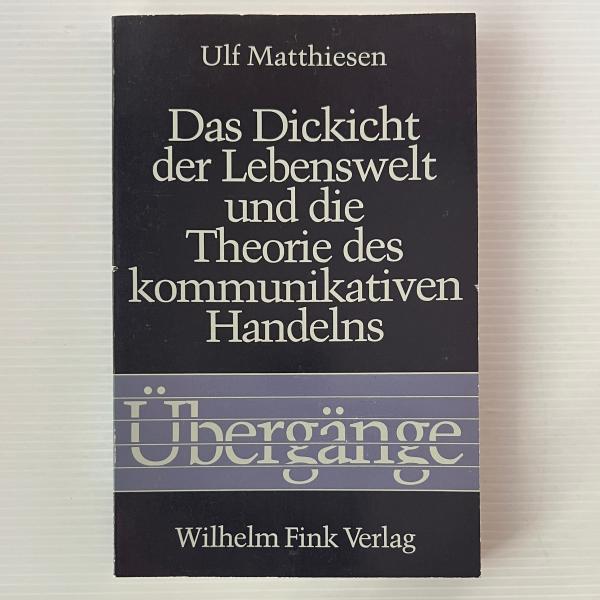 Ulf Matthiesen
Das Dickicht
der Lebenswelt
und die
Theorie des
kommunikativen
Handelns
Übergänge
Wilhelm Fink Verlag